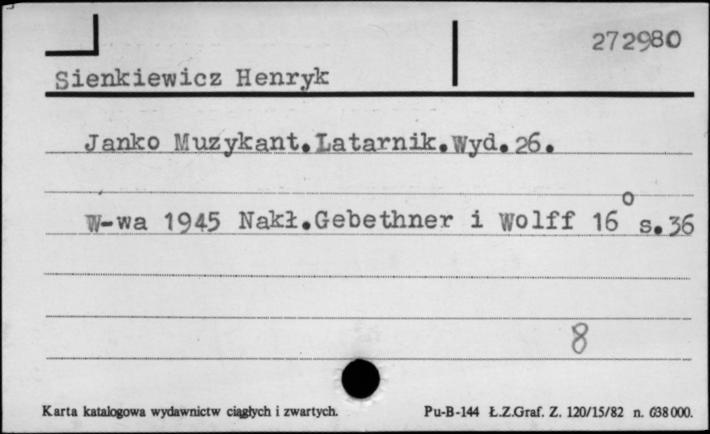 272980
Sienkiewicz Henryk
Janko Muzykant.Latarnik.Wyd.26.
W-wa 1945 Nakł.Gebethner i Wolff 16° s.36
8
Karta katalogowa wydawnictw ciągłych i zwartych. Pu-B-144 Ł.Z.Graf. Z. 120/15/82 n. 638000.